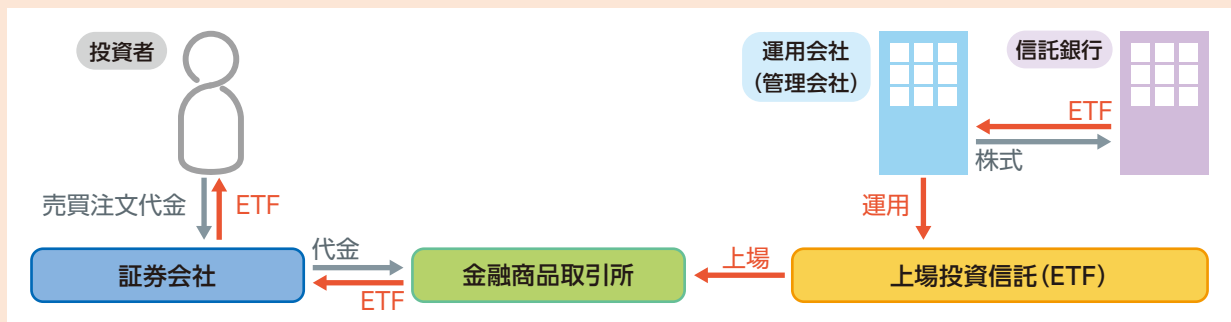 投資者
運用会社
（管理会社）
信託銀行
ETF
株式
売買注文代金
ETF
運用
証券会社
代金
ETF
金融商品取引所
上場
上場投資信託（ETF）